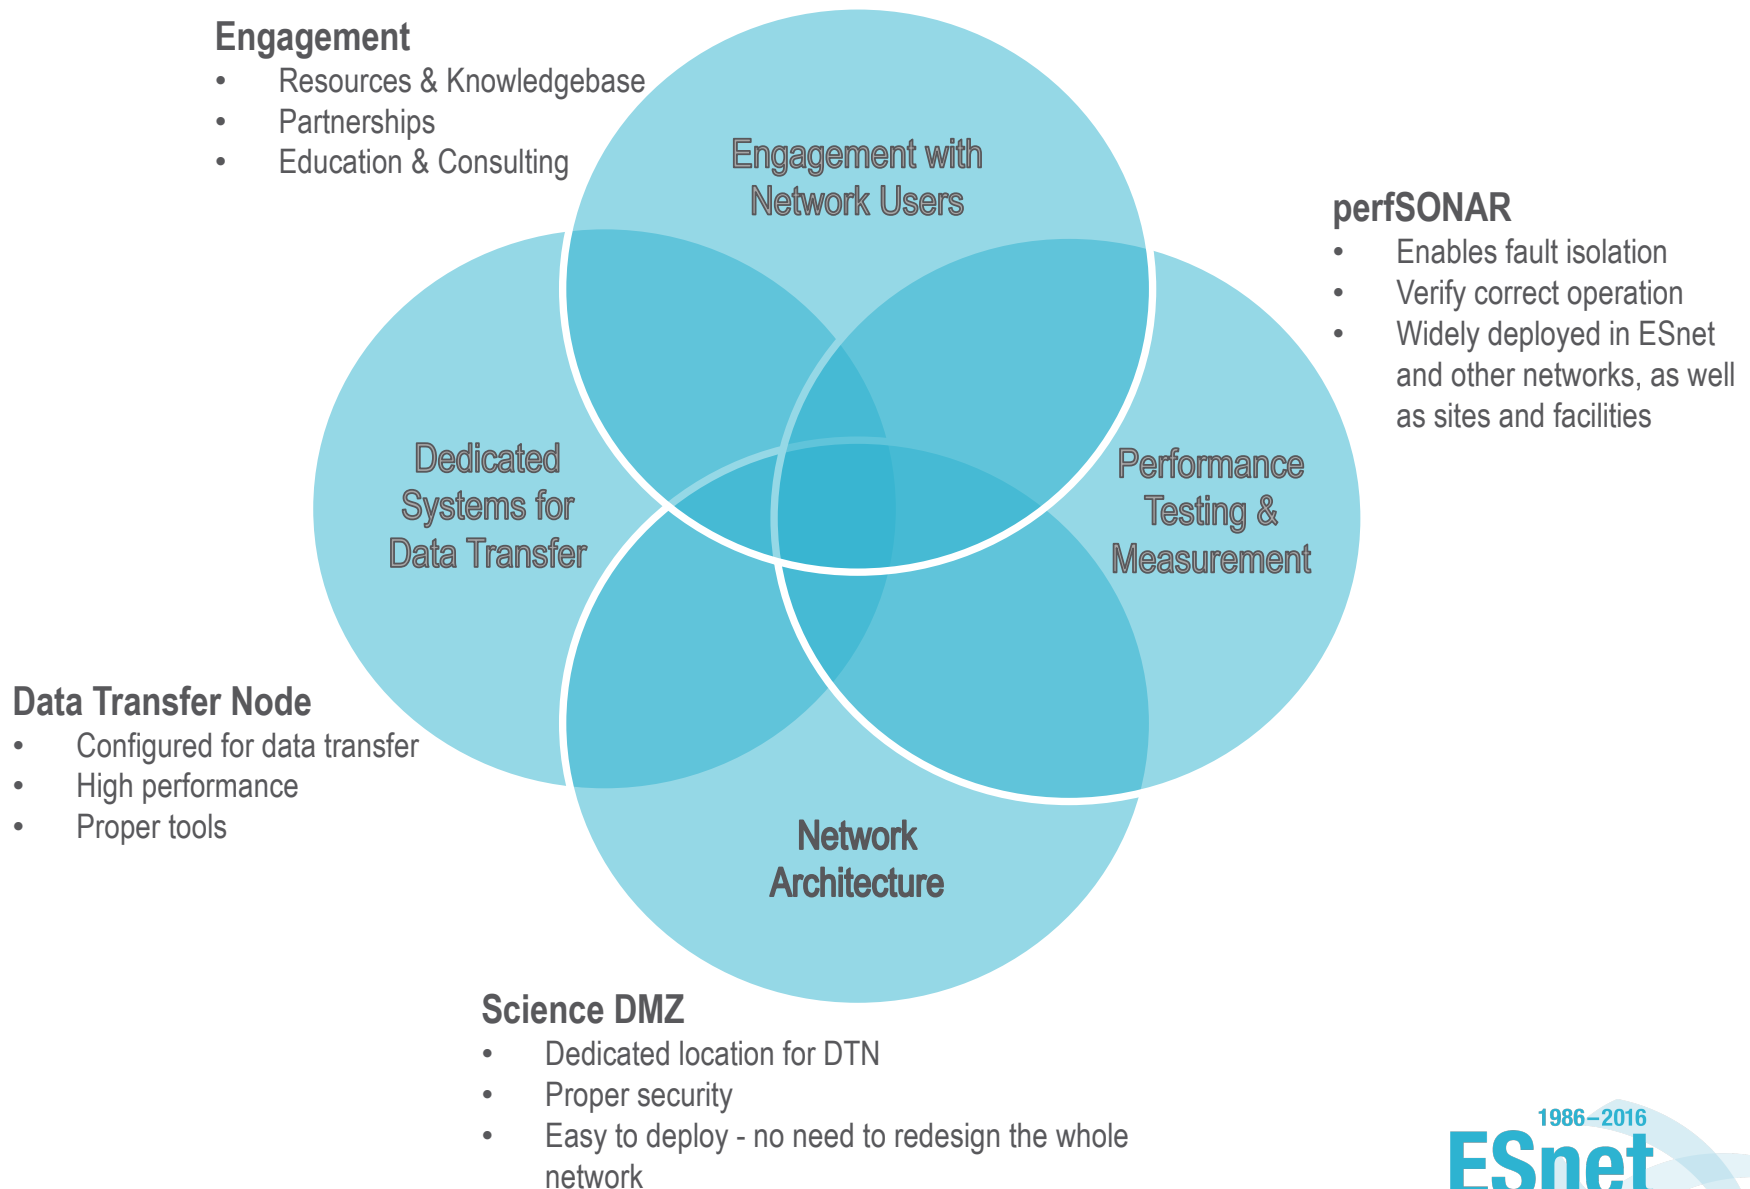 Engagement
• Resources & Knowledgebase
• Partnerships
• Education & Consulting
Engagement with
Network Users
perfSONAR
• Enables fault isolation
• Verify correct operation
• Widely deployed in ESnet
and other networks, as well
as sites and facilities
Dedicated
Systems for
Data Transfer
Performance
Testing &
Measurement
Data Transfer Node
• Configured for data transfer
• High performance
• Proper tools
Network
Architecture
Science DMZ
• Dedicated location for DTN
• Proper security
• Easy to deploy - no need to redesign the whole
network
1986–2016
ESnet